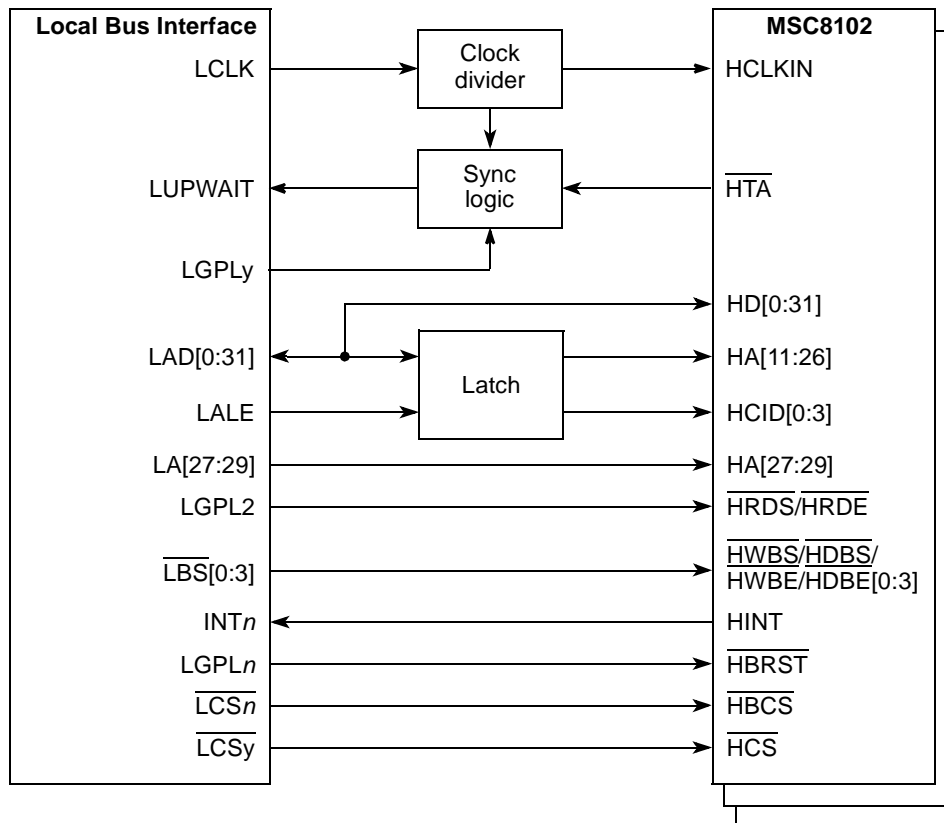 Local Bus Interface
MSC8102
LCLK
Clock
divider
HCLKIN
LUPWAIT
Sync
logic
HTA
LGPLy
HD[0:31]
LAD[0:31]
Latch
HA[11:26]
LALE
HCID[0:3]
LA[27:29]
HA[27:29]
LGPL2
HRDS/HRDE
LBS[0:3]
HWBS/HDBS/
HWBE/HDBE[0:3]
INTn
HINT
LGPLn
HBRST
LCSn
HBCS
LCSy
HCS